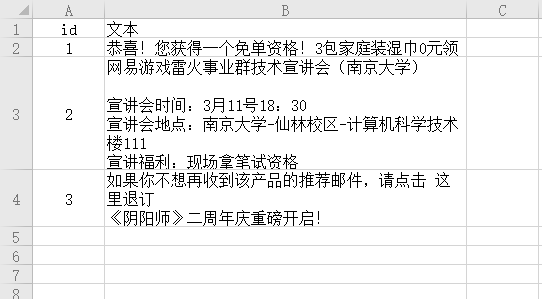 A B C
1 id 文本
2 1 恭喜！您获得一个免单资格！3包家庭装湿巾0元领
3 2 网易游戏雷火事业群技术宣讲会（南京大学）
宣讲会时间：3月11号18：30
宣讲会地点：南京大学-仙林校区-计算机科学技术
楼111
宣讲福利：现场拿笔试资格
4 3 如果你不想再收到该产品的推荐邮件，请点击 这
里退订
《阴阳师》二周年庆重磅开启！
5
6
7
8